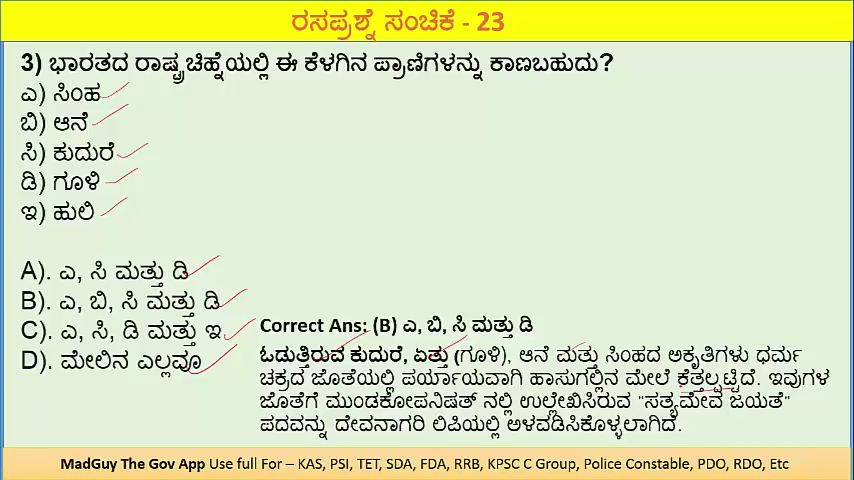 ರಸಪ್ರಶ್ನೆ ಸಂಚಿಕೆ - 23
3) ಭಾರತದ ರಾಷ್ಟ್ರಚಿಹ್ನೆಯಲ್ಲಿ ಈ ಕೆಳಗಿನ ಪ್ರಾಣಿಗಳನ್ನು ಕಾಣಬಹುದು?
ಎ) ಸಿಂಹ
ಬಿ) ಆನೆ
ಸಿ) ಕುದುರೆ
ಡಿ) ಗೂಳಿ
ಇ) ಹುಲಿ
A). ಎ, ಸಿ ಮತ್ತು ಡಿ
B). ಎ, ಬಿ, ಸಿ ಮತ್ತು ಡಿ
C). ಎ, ಸಿ, ಡಿ ಮತ್ತು ಇ
D). ಮೇಲಿನ ಎಲ್ಲವೂ
Correct Ans: (B) ಎ, ಬಿ, ಸಿ ಮತ್ತು ಡಿ
ಓಡುತ್ತಿರುವ ಕುದುರೆ, ಏತ್ತು (ಗೂಳಿ), ಆನೆ ಮತ್ತು ಸಿಂಹದ ಅಕೃತಿಗಳು ಧರ್ಮ
ಚಕ್ರದ ಜೊತೆಯಲ್ಲಿ ಪರ್ಯಾಯವಾಗಿ ಹಾಸುಗಲ್ಲಿನ ಮೇಲೆ ಕೆತ್ತಲ್ಪಟ್ಟಿದೆ. ಇವುಗಳ
ಜೊತೆಗೆ ಮುಂಡಕೋಪನಿಷತ್ ನಲ್ಲಿ ಉಲ್ಲೇಖಿಸಿರುವ "ಸತ್ಯಮೇವ ಜಯತೆ"
ಪದವನ್ನು ದೇವನಾಗರಿ ಲಿಪಿಯಲ್ಲಿ ಅಳವಡಿಸಿಕೊಳ್ಳಲಾಗಿದೆ.
MadGuy The Gov App Use full For – KAS, PSI, TET, SDA, FDA, RRB, KPSC C Group, Police Constable, PDO, RDO, Etc